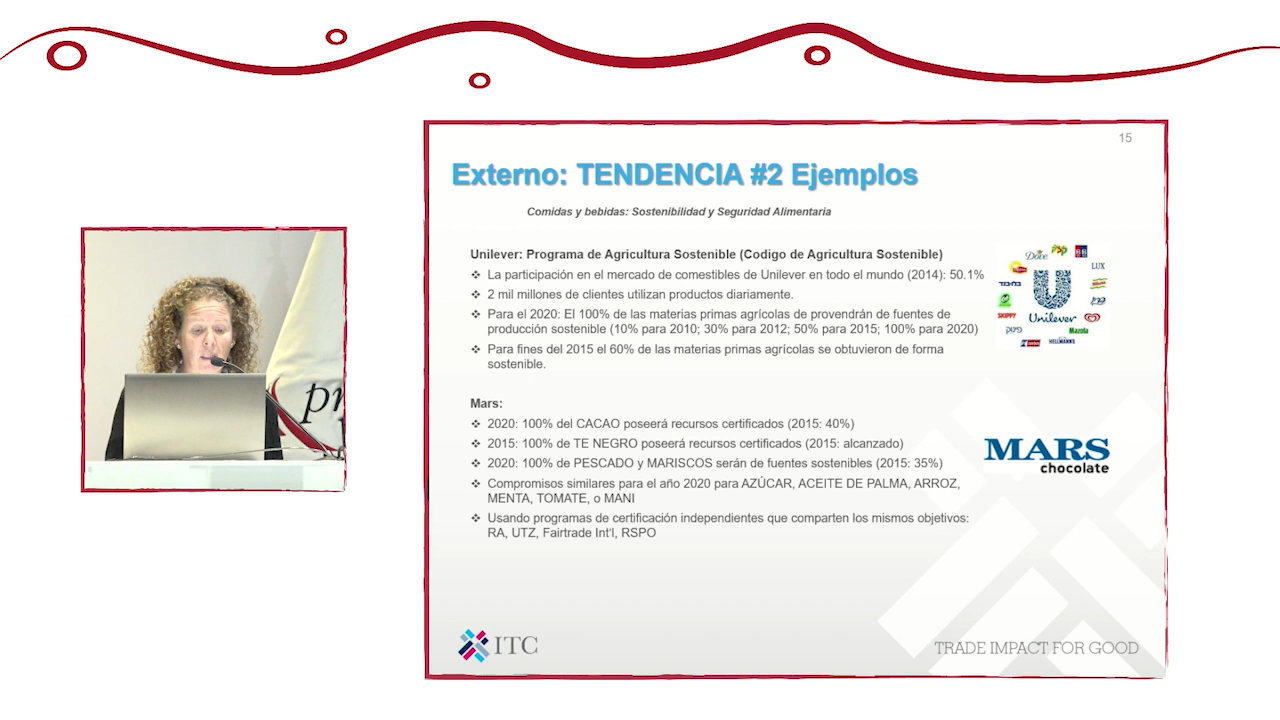 15
Externo: TENDENCIA #2 Ejemplos
Comidas y bebidas: Sostenibilidad y Seguridad Alimentaria
Unilever: Programa de Agricultura Sostenible (Codigo de Agricultura Sostenible)
La participación en el mercado de comestibles de Unilever en todo el mundo (2014): 50.1%
2 mil millones de clientes utilizan productos diariamente.
Para el 2020: El 100% de las materias primas agrícolas de provendrán de fuentes de
producción sostenible (10% para 2010; 30% para 2012; 50% para 2015; 100% para 2020)
Para fines del 2015 el 60% de las materias primas agrícolas se obtuvieron de forma
sostenible.
Dove
LUX
Lipton
SKIPPY
Unilever
Mazola
HELLMANN'S
Mars:
2020: 100% del CACAO poseerá recursos certificados (2015: 40%)
2015: 100% de TE NEGRO poseerá recursos certificados (2015: alcanzado)
2020: 100% de PESCADO y MARISCOS serán de fuentes sostenibles (2015: 35%)
Compromisos similares para el año 2020 para AZÚCAR, ACEITE DE PALMA, ARROZ,
MENTA, TOMATE, o MANI
Usando programas de certificación independientes que comparten los mismos objetivos:
RA, UTZ, Fairtrade Int'l, RSPO
MARS
chocolate
pr
ITC
TRADE IMPACT FOR GOOD